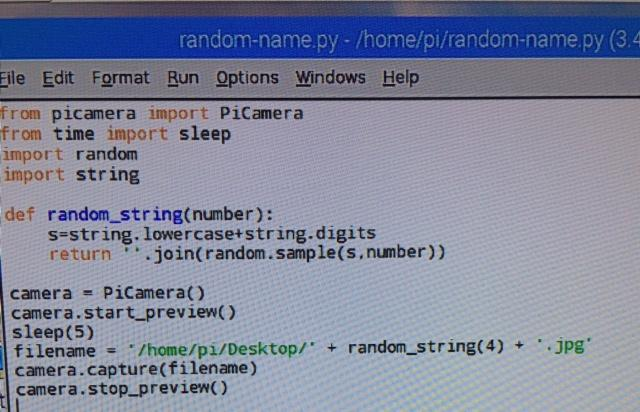 random-name.py - /home/pi/random-name.py (3.4
File Edit Format Run Options Windows Help
from picamera import PiCamera
from time import sleep
import random
import string
def random_string(number):
s=string.lowercase+string.digits
return ''.join(random.sample(s,number))
camera = PiCamera()
camera.start_preview()
sleep(5)
filename = '/home/pi/Desktop/' + random_string(4) + '.jpg'
camera.capture(filename)
camera.stop_preview()